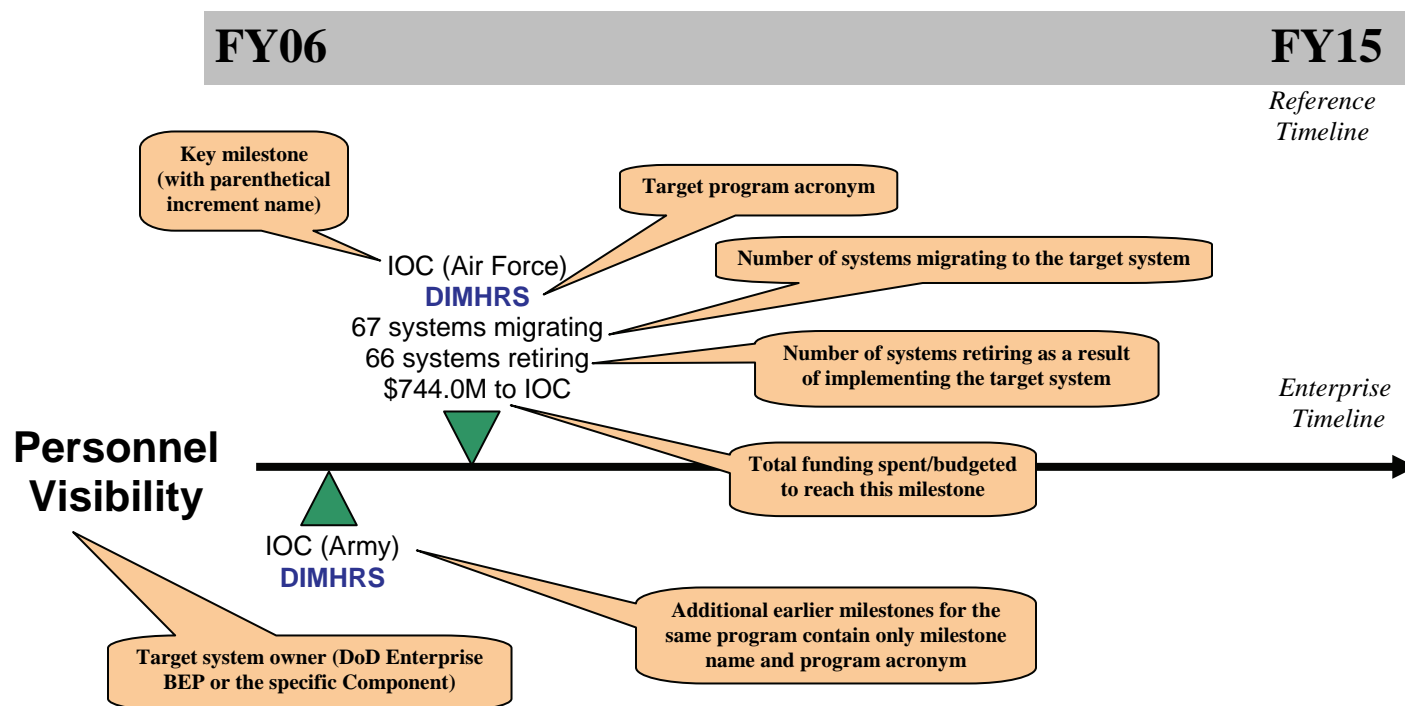 FY06
FY15
Reference
Timeline
Key milestone
(with parenthetical
increment name)
Target program acronym
IOC (Air Force)
DIMHRS
67 systems migrating
66 systems retiring
$744.0M to IOC
Number of systems migrating to the target system
Number of systems retiring as a result
of implementing the target system
Enterprise
Timeline
Personnel
Visibility
Total funding spent/budgeted
to reach this milestone
IOC (Army)
DIMHRS
Additional earlier milestones for the
same program contain only milestone
name and program acronym
Target system owner (DoD Enterprise
BEP or the specific Component)